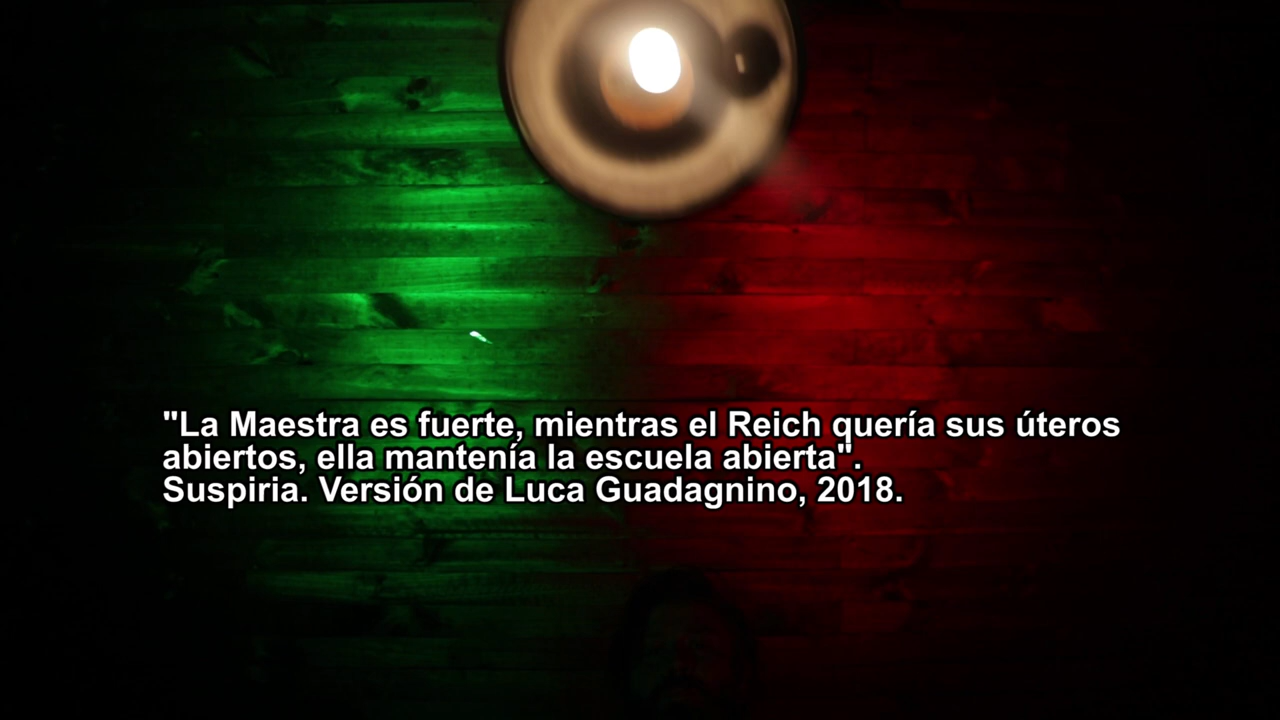 "La Maestra es fuerte, mientras el Reich quería sus úteros
abiertos, ella mantenía la escuela abierta".
Suspiria. Versión de Luca Guadagnino, 2018.